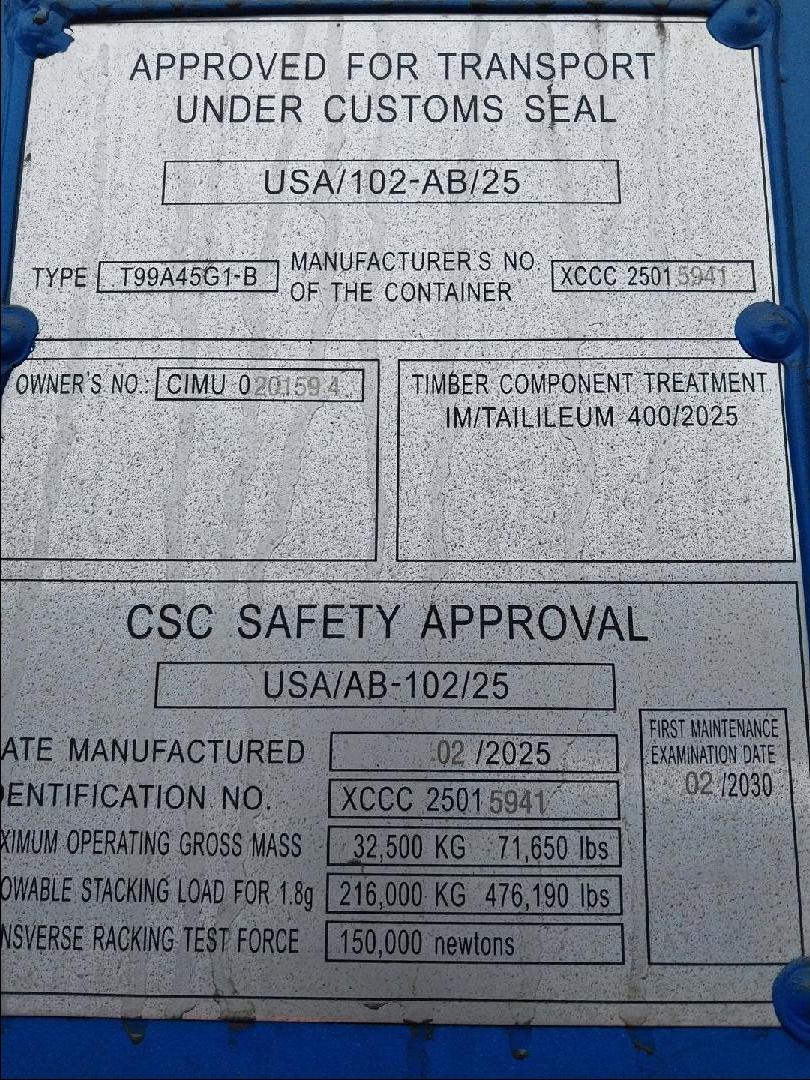 APPROVED FOR TRANSPORT
UNDER CUSTOMS SEAL
USA/102-AB/25
TYPE T99A45G1-B MANUFACTURER'S NO. OF THE CONTAINER XCCC 25015941
OWNER'S NO.: CIMU 020159 4
TIMBER COMPONENT TREATMENT
IM/TAILILEUM 400/2025
CSC SAFETY APPROVAL
USA/AB-102/25
ATE MANUFACTURED 02 /2025
ENTIFICATION NO. XCCC 25015941
XIMUM OPERATING GROSS MASS 32,500 KG 71,650 lbs
OWABLE STACKING LOAD FOR 1.8g 216,000 KG 476,190 lbs
NSVERSE RACKING TEST FORCE 150,000 newtons
FIRST MAINTENANCE
EXAMINATION DATE
02 /2030